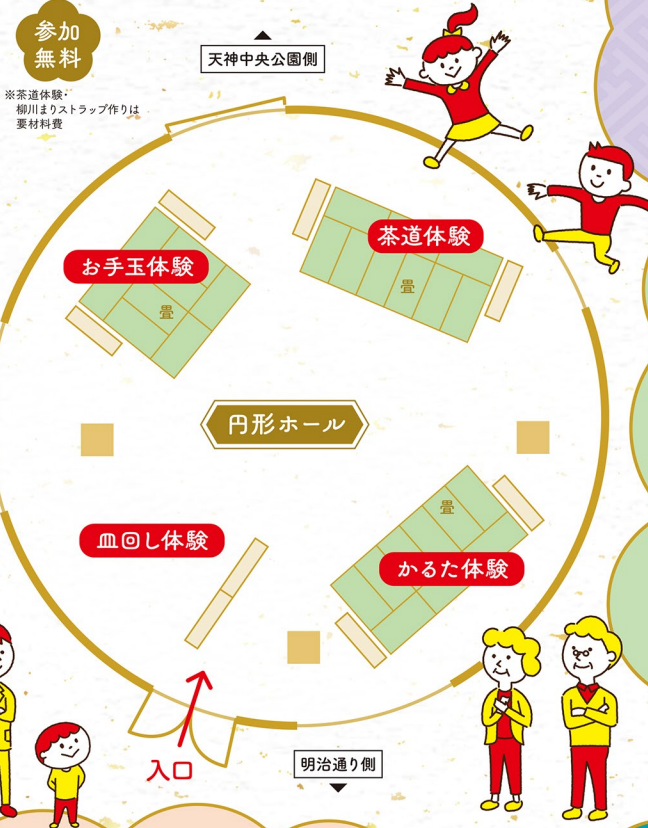 参加
無料
※茶道体験・
柳川まりストラップ作りは
要材料費
天神中央公園側
お手玉体験
畳
茶道体験
畳
円形ホール
皿回し体験
畳
かるた体験
入口
明治通り側